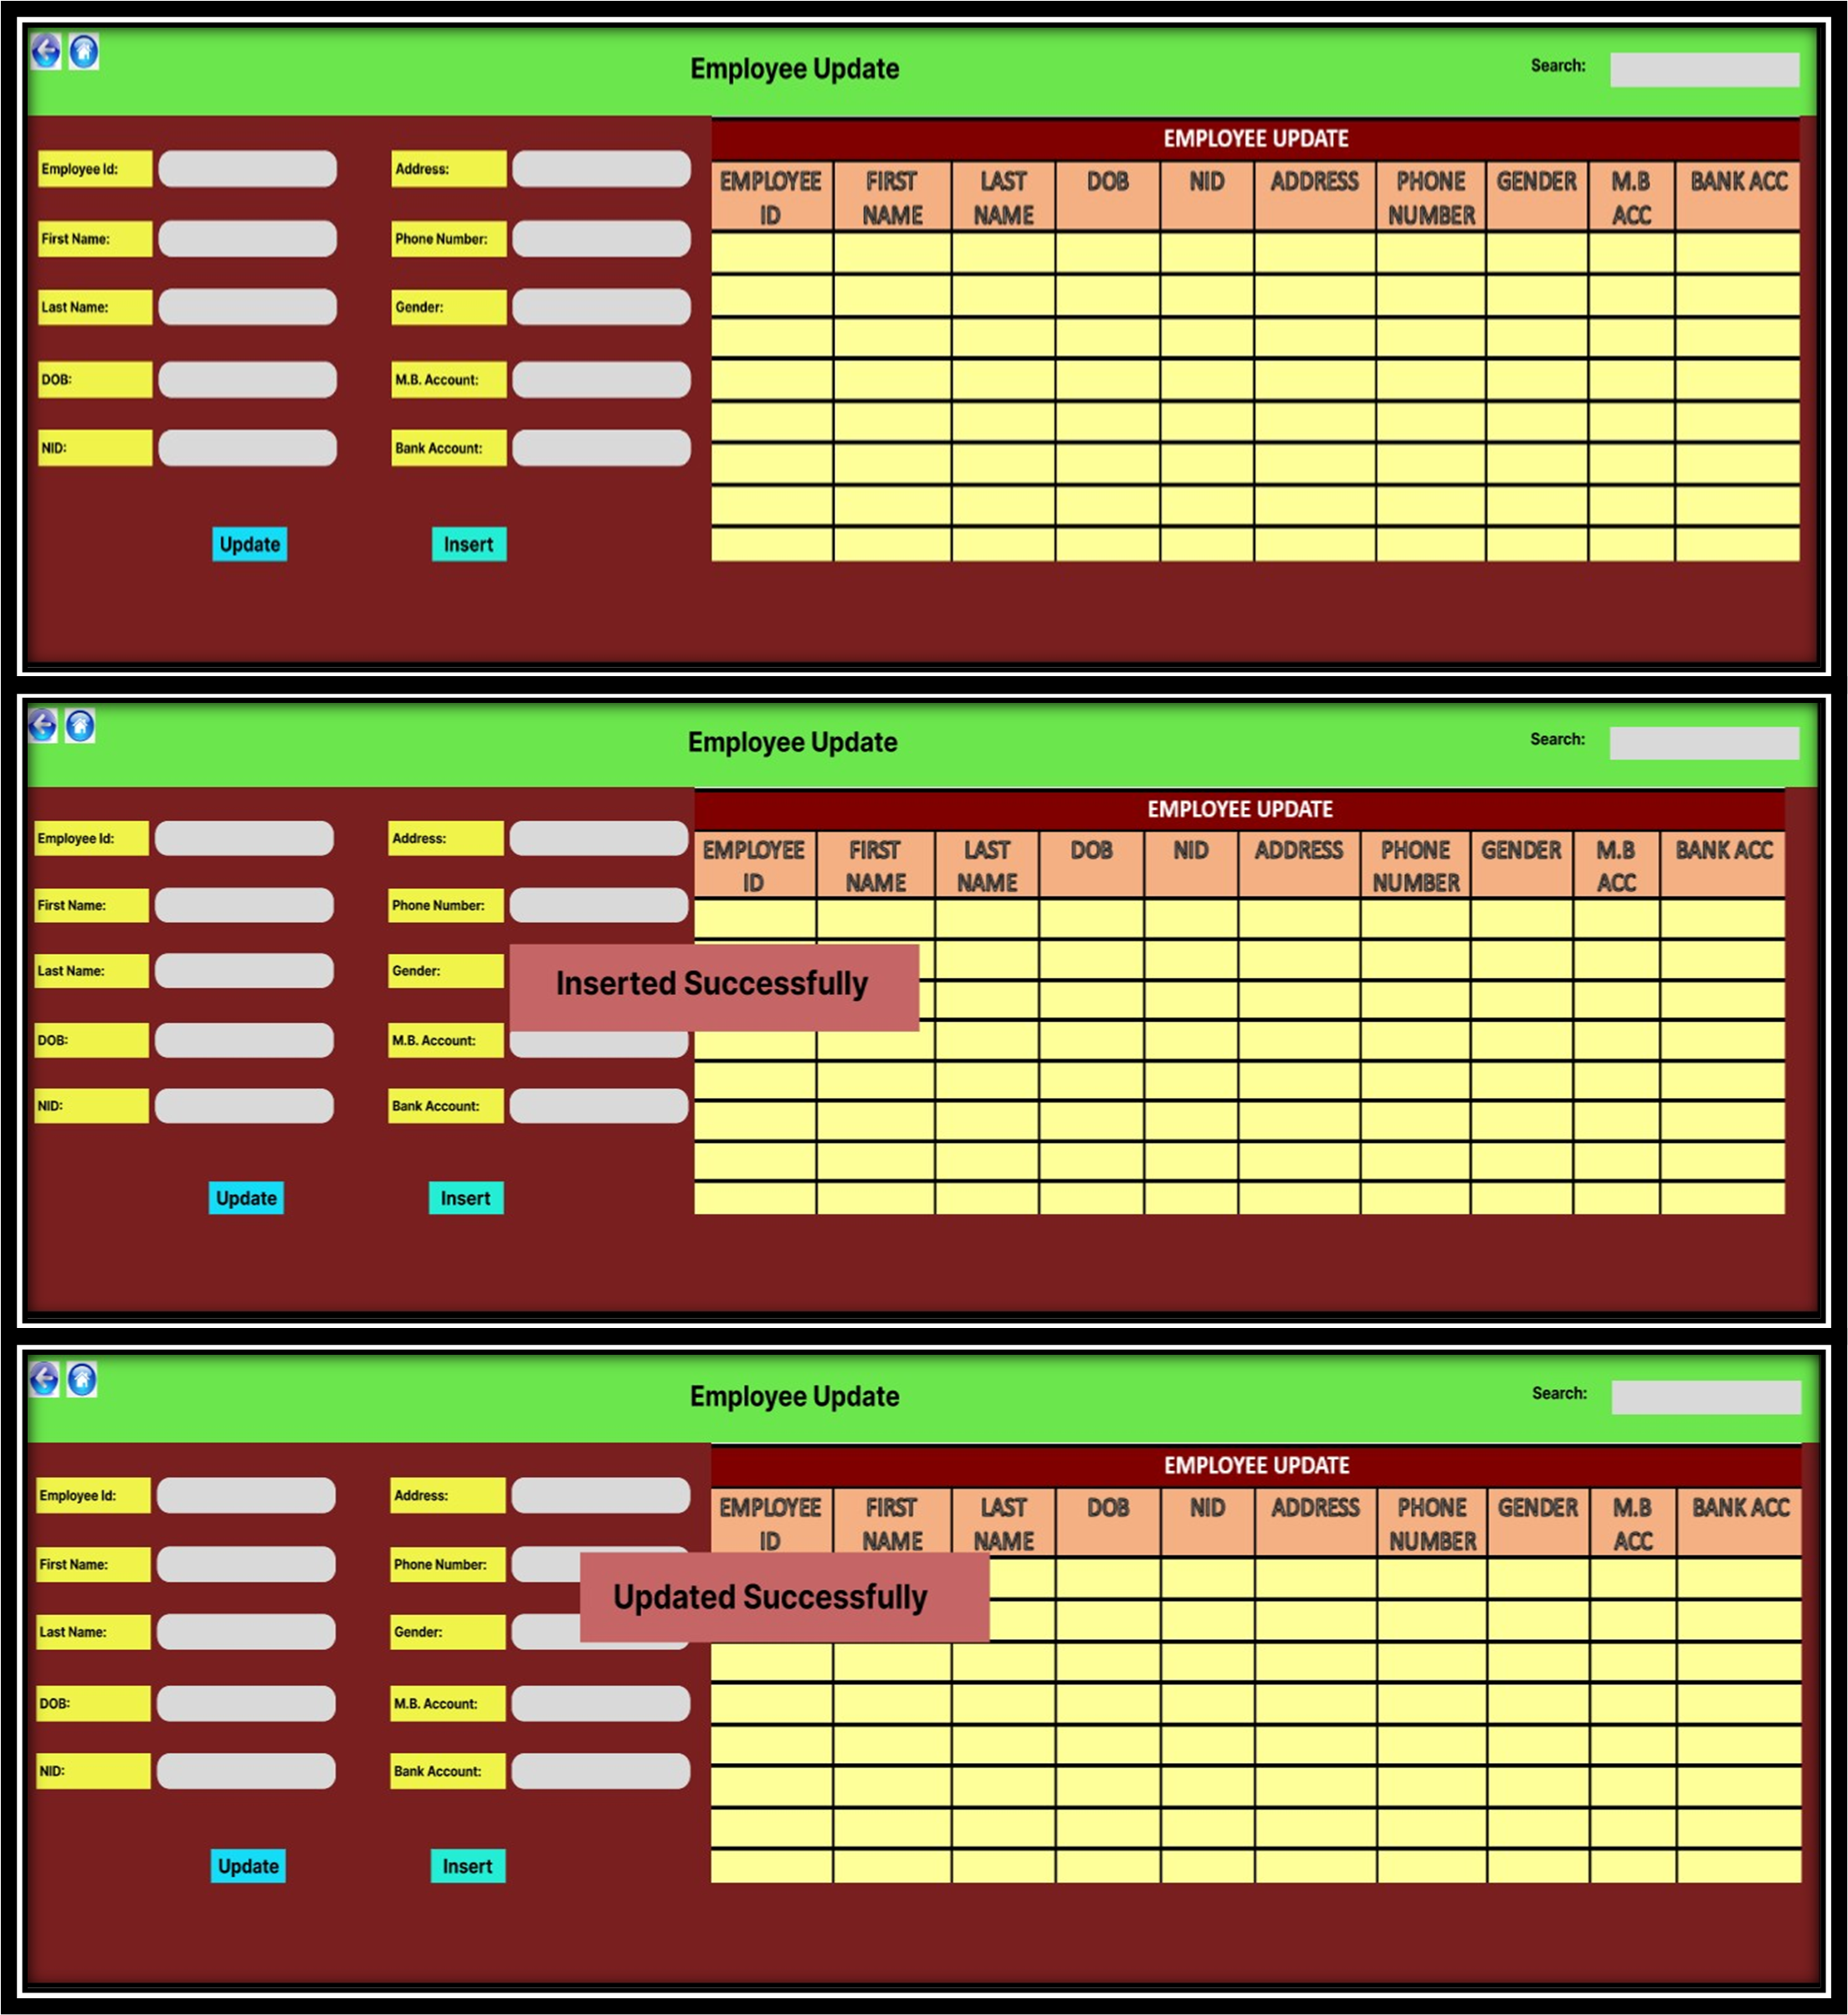 Employee Update
Search:
Employee Id:
Address:
First Name:
Phone Number:
Last Name:
Gender:
DOB:
M.B. Account:
NID:
Bank Account:
Update
Insert
EMPLOYEE UPDATE
EMPLOYEE ID
FIRST NAME
LAST NAME
DOB
NID
ADDRESS
PHONE NUMBER
GENDER
M.B ACC
BANK ACC
Employee Update
Search:
Employee Id:
Address:
First Name:
Phone Number:
Last Name:
Gender:
DOB:
M.B. Account:
NID:
Bank Account:
Update
Insert
Inserted Successfully
EMPLOYEE UPDATE
EMPLOYEE ID
FIRST NAME
LAST NAME
DOB
NID
ADDRESS
PHONE NUMBER
GENDER
M.B ACC
BANK ACC
Employee Update
Search:
Employee Id:
Address:
First Name:
Phone Number:
Last Name:
Gender:
DOB:
M.B. Account:
NID:
Bank Account:
Update
Insert
Updated Successfully
EMPLOYEE UPDATE
EMPLOYEE ID
FIRST NAME
LAST NAME
DOB
NID
ADDRESS
PHONE NUMBER
GENDER
M.B ACC
BANK ACC